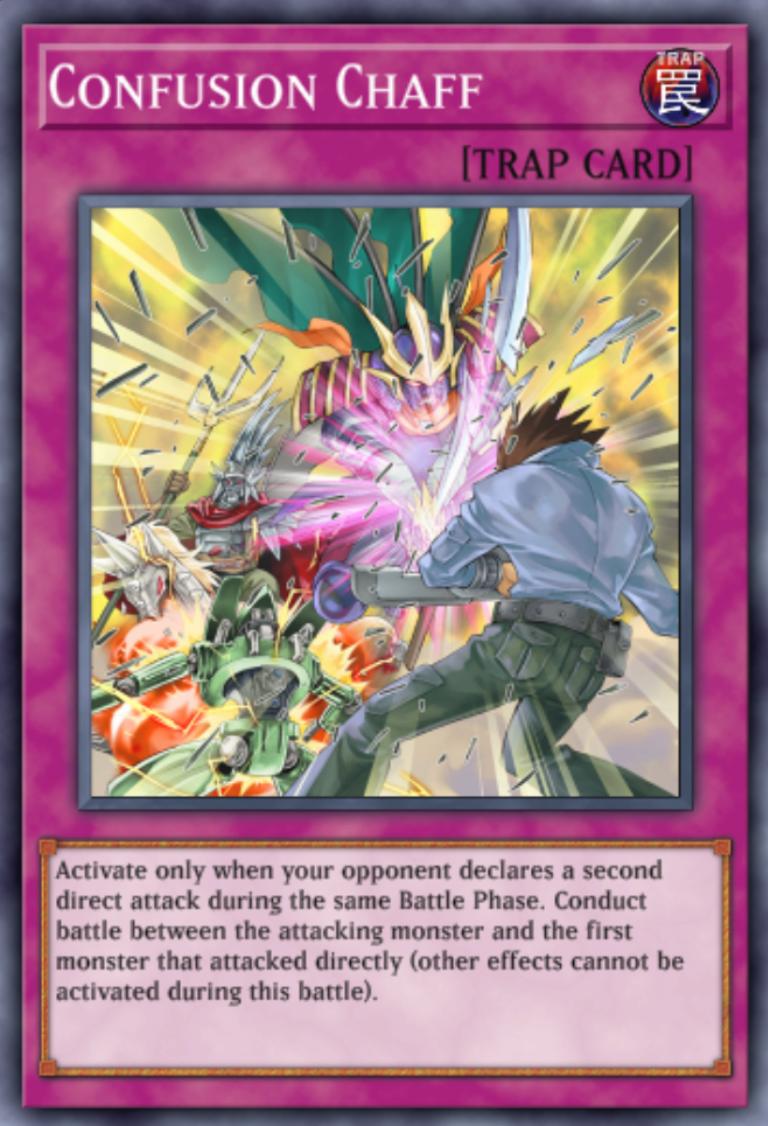 Confusion Chaff
TRAP
罠
[TRAP CARD]
Activate only when your opponent declares a second
direct attack during the same Battle Phase. Conduct
battle between the attacking monster and the first
monster that attacked directly (other effects cannot be
activated during this battle).